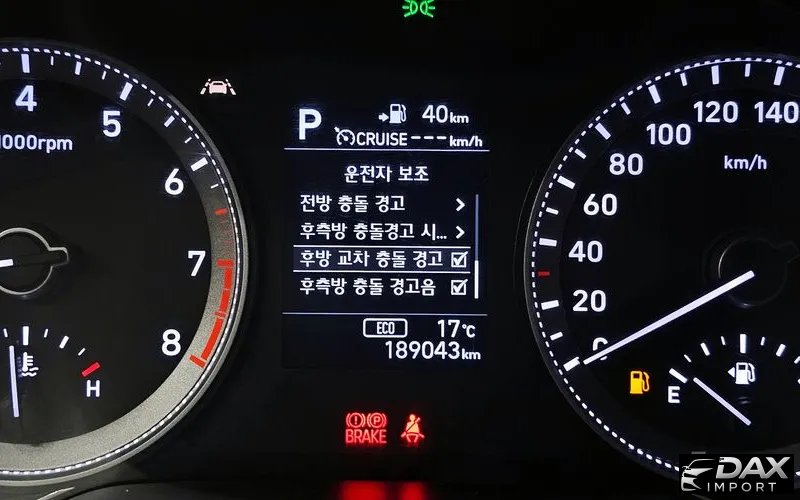 4
5
6
7
8
1000rpm
H
P
40km
CRUISE ---km/h
운전자 보조
전방 충돌 경고
후측방 충돌경고 시...
후방 교차 충돌 경고
후측방 충돌 경고음
ECO 17℃
189043km
BRAKE
140
120
100
80
60
40
20
0
km/h
E
DAX
IMPORT